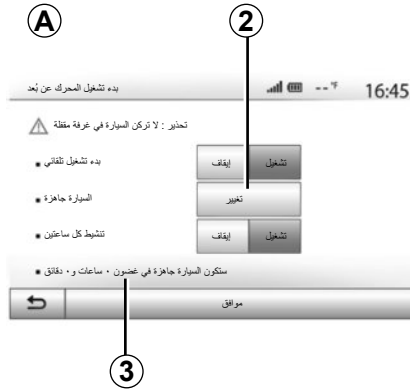 A
2
بدء تشغيل المحرك عن بُعد --°F 16:45
تحذير : لا تركن السيارة في غرفة مقفلة
بدء تشغيل تلقائي إيقاف تشغيل
السيارة جاهزة تغيير
تنشيط كل ساعتين إيقاف تشغيل
ستكون السيارة جاهزة في غضون ٠ ساعات و٠ دقائق
موافق
3